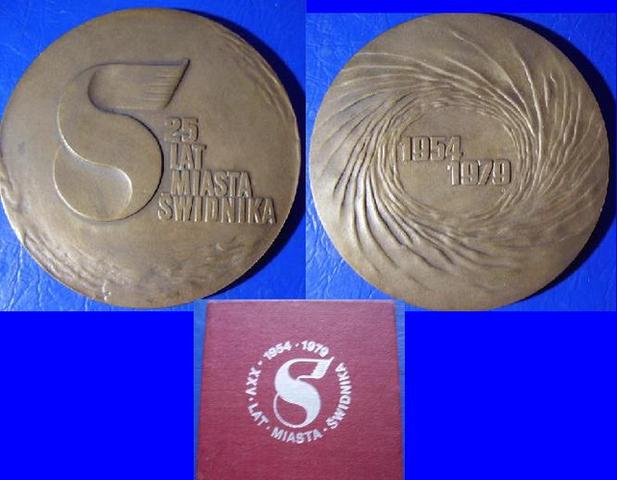 25
LAT
MIASTA
ŚWIDNIKA
1954
1979
· 1954 · 1979
XXV · LAT · MIASTA · ŚWIDNIKA